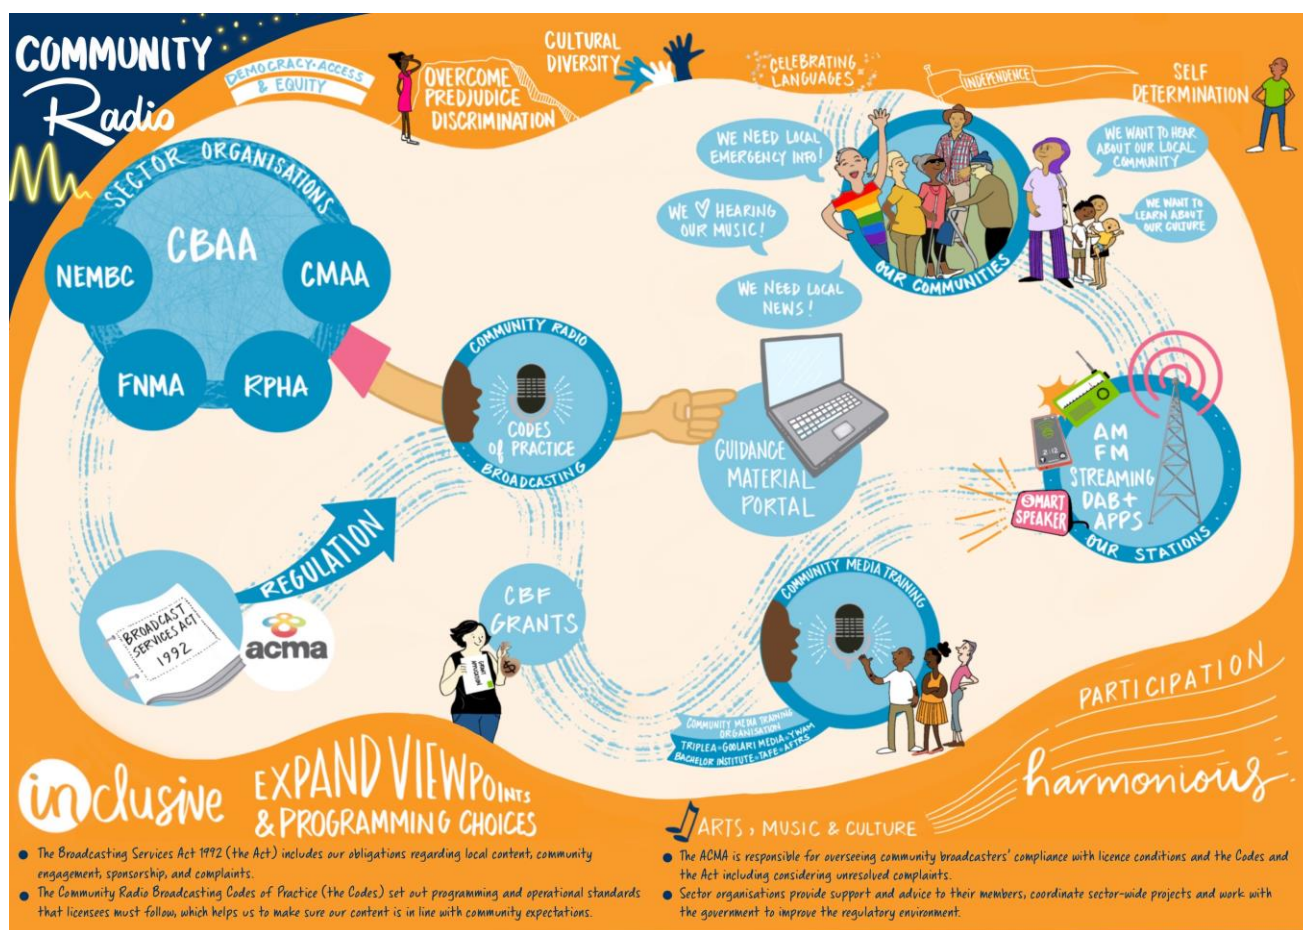 COMMUNITY
Radio
DEMOCRACY·ACCESS
& EQUITY
OVERCOME
PREDJUDICE
DISCRIMINATION
CULTURAL
DIVERSITY
CELEBRATING
LANGUAGES
INDEPENDENCE
SELF
DETERMINATION
SECTOR ORGANISATIONS
CBAA
NEMBC
CMAA
FNMA
RPHA
COMMUNITY RADIO
CODES
of PRACTICE
BROADCASTING
WE NEED LOCAL
EMERGENCY INFO!
WE ♡ HEARING
OUR MUSIC!
WE NEED LOCAL
NEWS!
OUR COMMUNITIES
WE WANT TO HEAR
ABOUT OUR LOCAL
COMMUNITY
WE WANT TO
LEARN ABOUT
OUR CULTURE
GUIDANCE
MATERIAL
PORTAL
AM
FM
STREAMING
DAB+
APPS
SMART
SPEAKER
OUR STATIONS
REGULATION
BROADCAST
SERVICES ACT
1992
acma
CBF
GRANTS
COMMUNITY MEDIA TRAINING
COMMUNITY MEDIA TRAINING
ORGANISATION
TRIPLEA·GOOLARI MEDIA·YWAM
BACHELOR INSTITUTE·TAFE·AFTRS
PARTICIPATION
harmonious
inclusive
EXPAND VIEWPOINTS
& PROGRAMMING CHOICES
ARTS, MUSIC & CULTURE
• The Broadcasting Services Act 1992 (the Act) includes our obligations regarding local content, community
engagement, sponsorship, and complaints.
• The Community Radio Broadcasting Codes of Practice (the Codes) set out programming and operational standards
that licensees must follow, which helps us to make sure our content is in line with community expectations.
• The ACMA is responsible for overseeing community broadcasters' compliance with licence conditions and the Codes and
the Act including considering unresolved complaints.
• Sector organisations provide support and advice to their members, coordinate sector-wide projects and work with
the government to improve the regulatory environment.